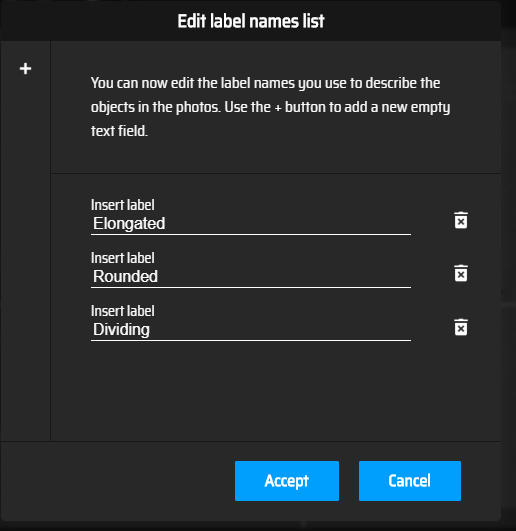 Edit label names list
+
You can now edit the label names you use to describe the
objects in the photos. Use the + button to add a new empty
text field.
Insert label
Elongated
Insert label
Rounded
Insert label
Dividing
Accept
Cancel